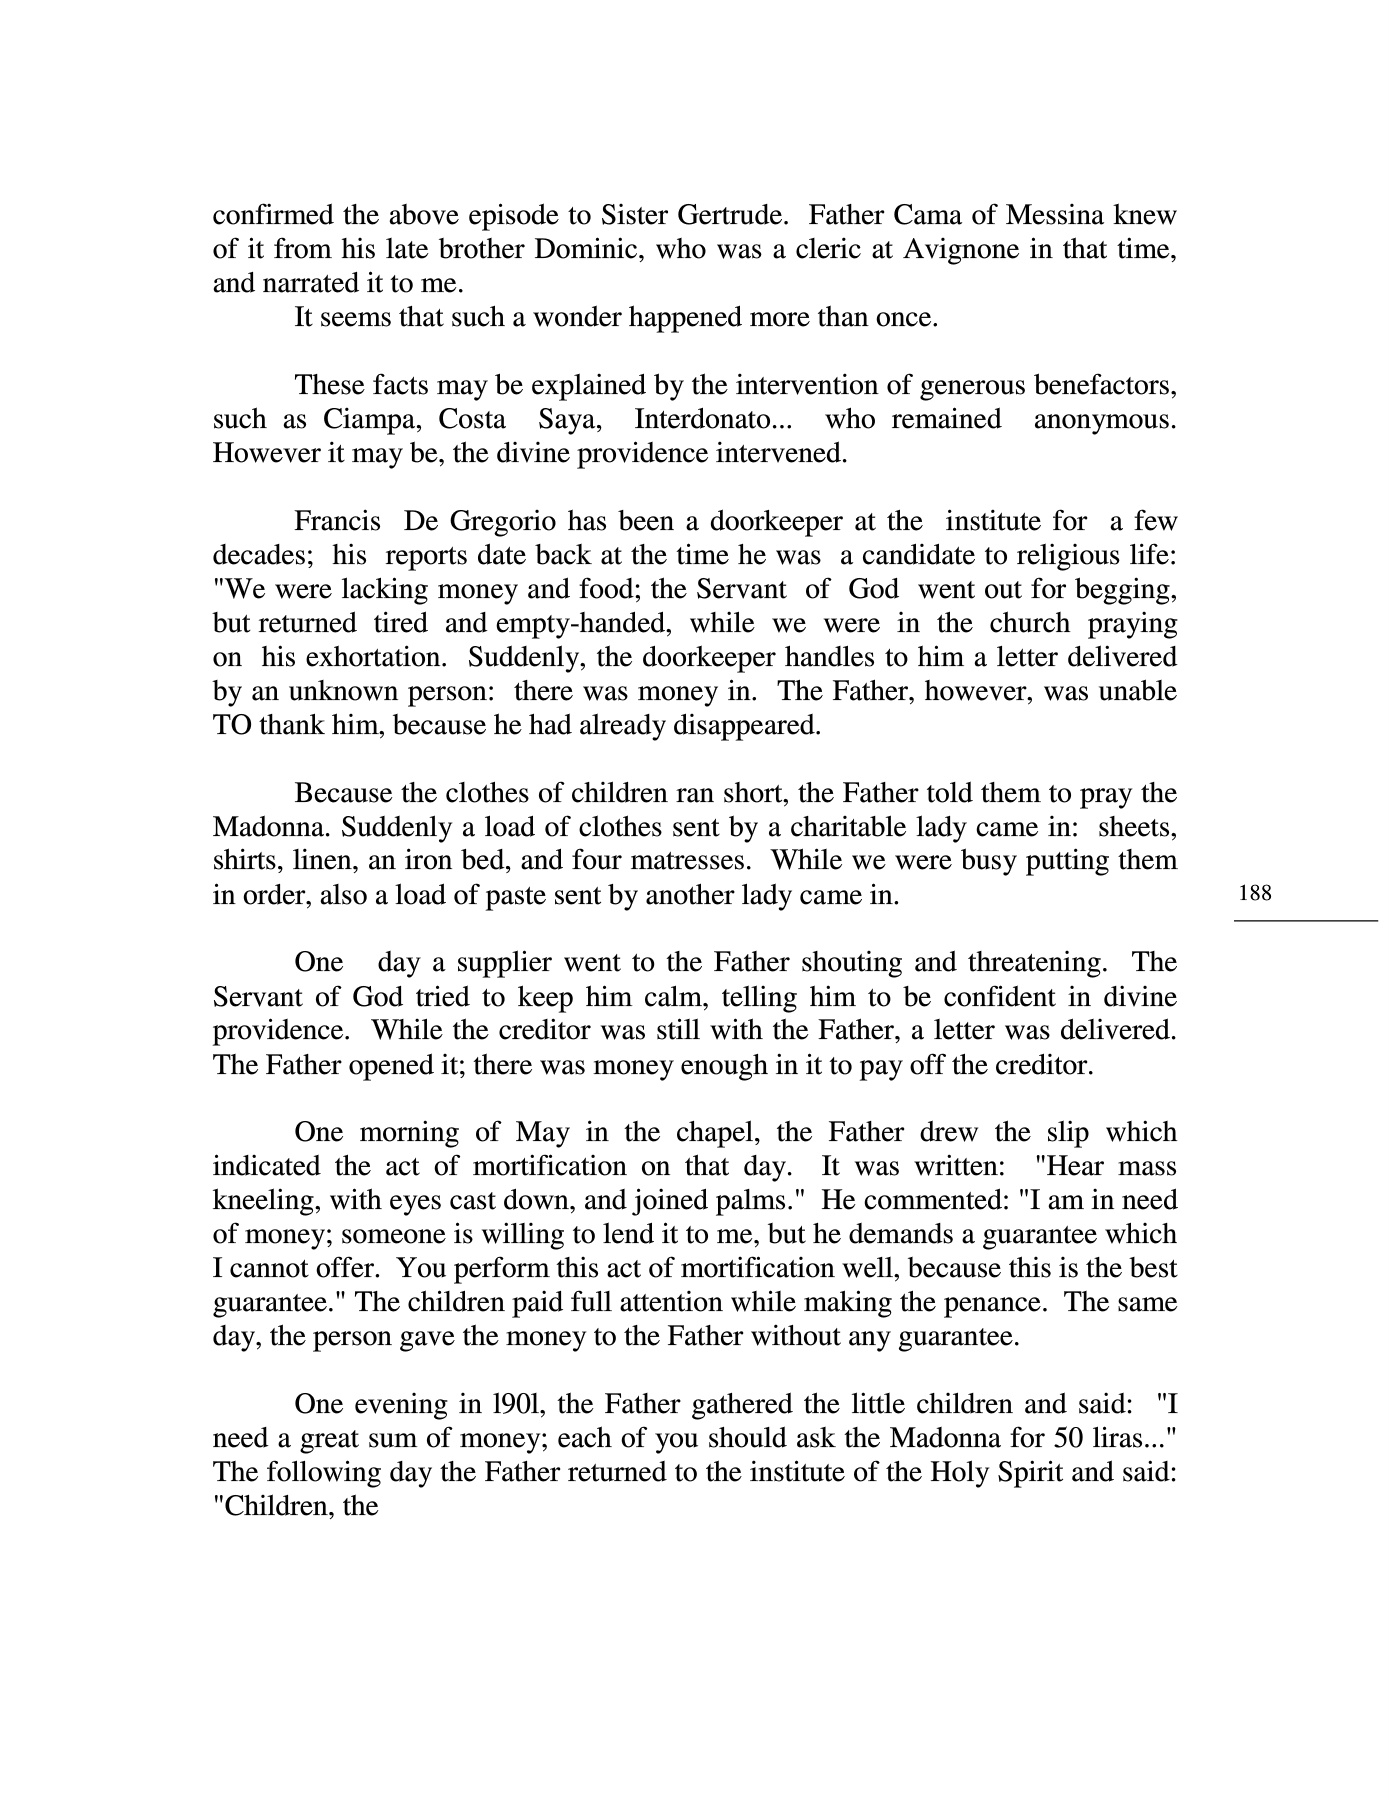 confirmed the above episode to Sister Gertrude.  Father Cama of Messina knew
of it from his late brother Dominic, who was a cleric at Avignone in that time,
and narrated it to me.
It seems that such a wonder happened more than once.
These facts may be explained by the intervention of generous benefactors,
such as Ciampa, Costa Saya, Interdonato... who remained anonymous.
However it may be, the divine providence intervened.
Francis De Gregorio has been a doorkeeper at the institute for a few
decades; his reports date back at the time he was a candidate to religious life:
"We were lacking money and food; the Servant of God went out for begging,
but returned tired and empty-handed, while we were in the church praying
on his exhortation. Suddenly, the doorkeeper handles to him a letter delivered
by an unknown person: there was money in. The Father, however, was unable
TO thank him, because he had already disappeared.
Because the clothes of children ran short, the Father told them to pray the
Madonna. Suddenly a load of clothes sent by a charitable lady came in: sheets,
shirts, linen, an iron bed, and four matresses. While we were busy putting them
in order, also a load of paste sent by another lady came in.
188
One day a supplier went to the Father shouting and threatening. The
Servant of God tried to keep him calm, telling him to be confident in divine
providence. While the creditor was still with the Father, a letter was delivered.
The Father opened it; there was money enough in it to pay off the creditor.
One morning of May in the chapel, the Father drew the slip which
indicated the act of mortification on that day. It was written: "Hear mass
kneeling, with eyes cast down, and joined palms." He commented: "I am in need
of money; someone is willing to lend it to me, but he demands a guarantee which
I cannot offer. You perform this act of mortification well, because this is the best
guarantee." The children paid full attention while making the penance. The same
day, the person gave the money to the Father without any guarantee.
One evening in l90l, the Father gathered the little children and said: "I
need a great sum of money; each of you should ask the Madonna for 50 liras..."
The following day the Father returned to the institute of the Holy Spirit and said:
"Children, the